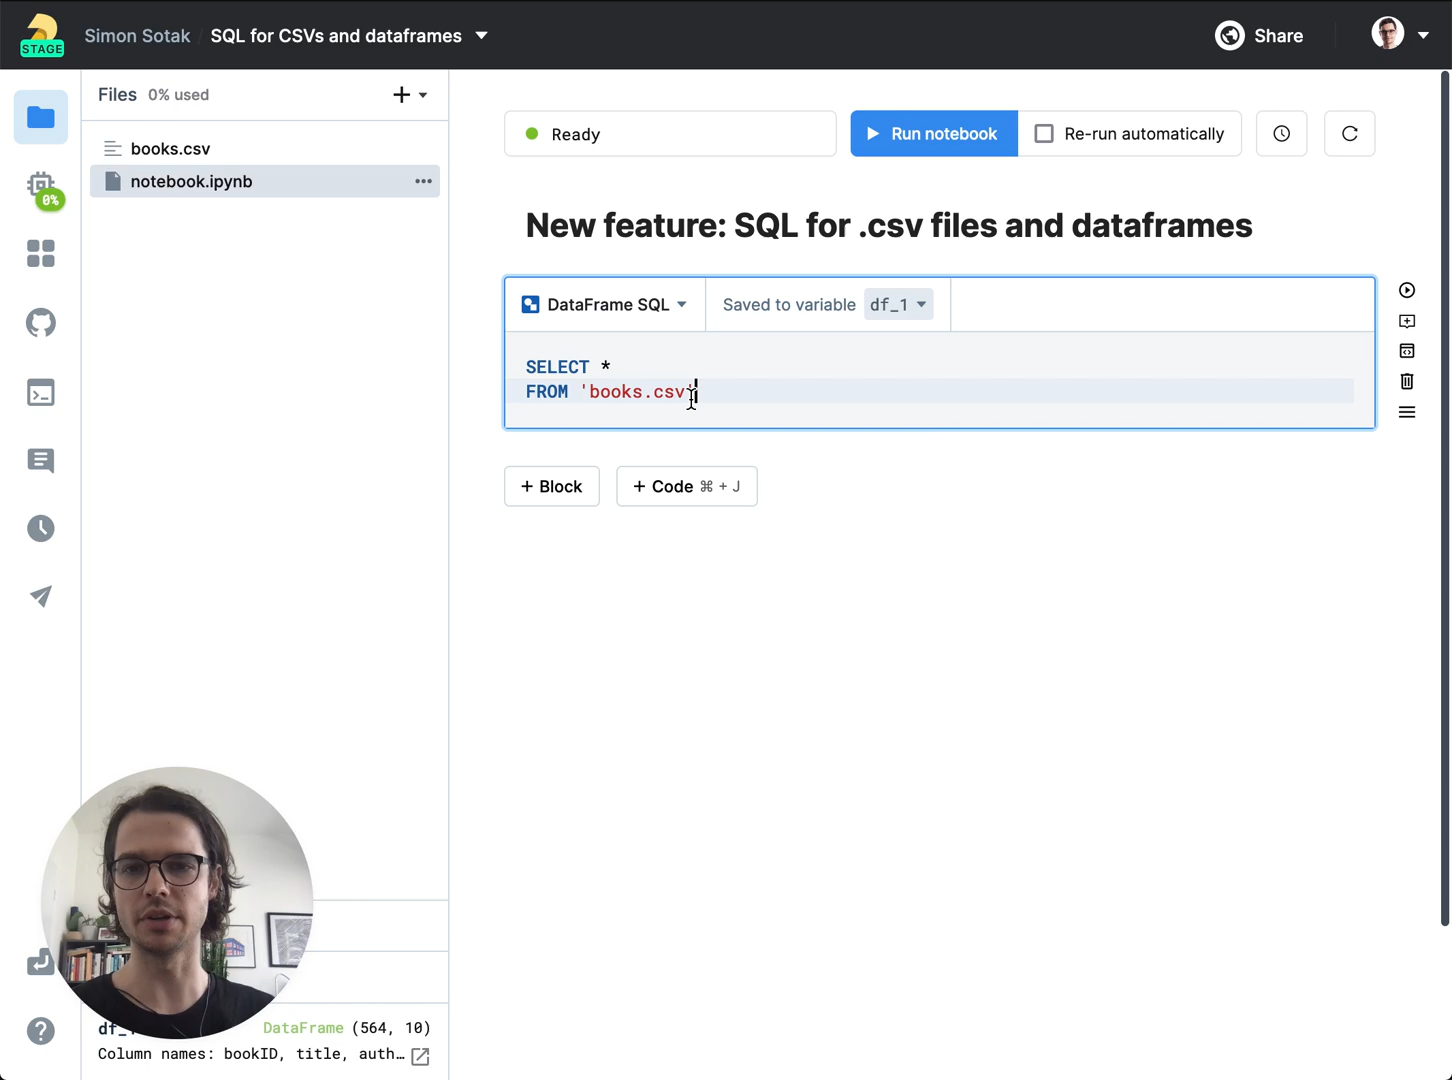 STAGE
Simon Sotak / SQL for CSVs and dataframes
Share
Files 0% used
books.csv
notebook.ipynb
0%
Ready
Run notebook
Re-run automatically
New feature: SQL for .csv files and dataframes
DataFrame SQL
Saved to variable df_1
SELECT *
FROM 'books.csv'
+ Block
+ Code ⌘ + J
DataFrame (564, 10)
Column names: bookID, title, auth…